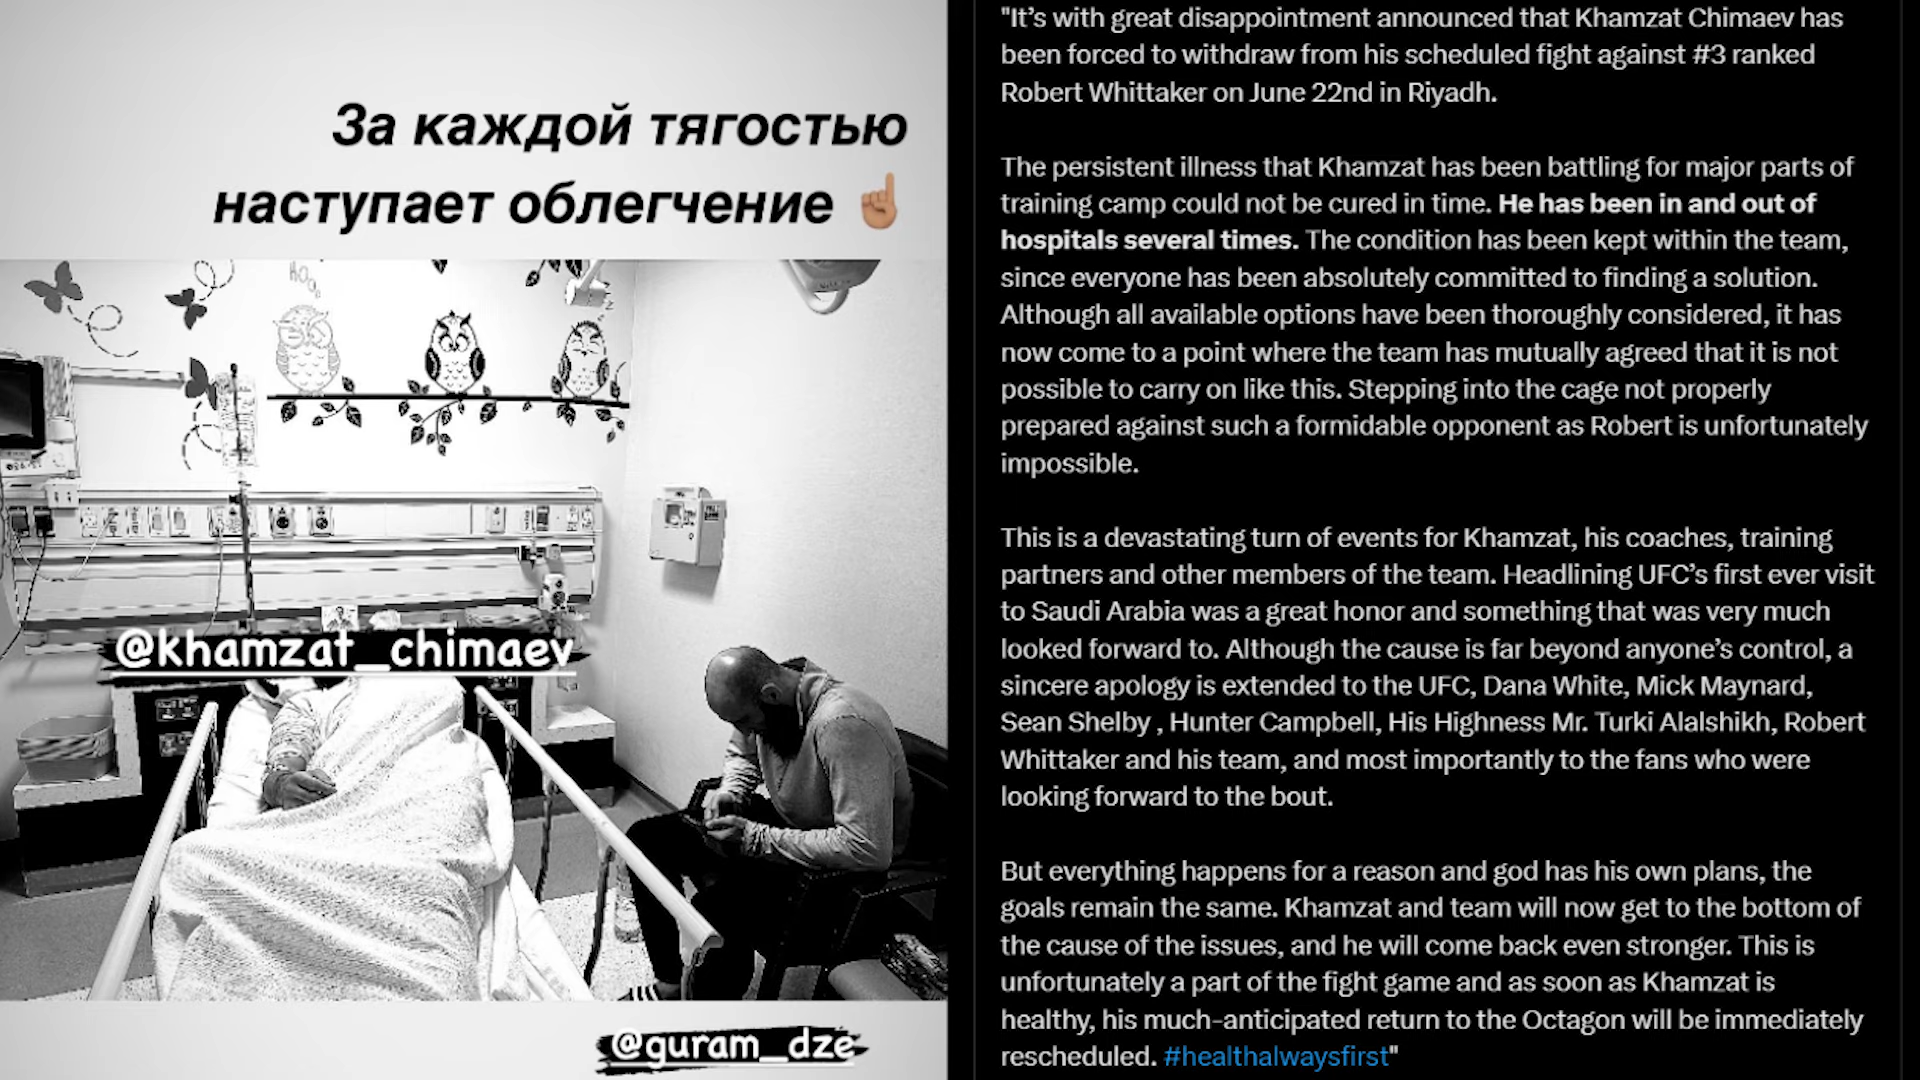 За каждой тягостью
наступает облегчение ☝🏽
@khamzat_chimaev
@guram_dze
"It’s with great disappointment announced that Khamzat Chimaev has
been forced to withdraw from his scheduled fight against #3 ranked
Robert Whittaker on June 22nd in Riyadh.
The persistent illness that Khamzat has been battling for major parts of
training camp could not be cured in time. He has been in and out of
hospitals several times. The condition has been kept within the team,
since everyone has been absolutely committed to finding a solution.
Although all available options have been thoroughly considered, it has
now come to a point where the team has mutually agreed that it is not
possible to carry on like this. Stepping into the cage not properly
prepared against such a formidable opponent as Robert is unfortunately
impossible.
This is a devastating turn of events for Khamzat, his coaches, training
partners and other members of the team. Headlining UFC’s first ever visit
to Saudi Arabia was a great honor and something that was very much
looked forward to. Although the cause is far beyond anyone’s control, a
sincere apology is extended to the UFC, Dana White, Mick Maynard,
Sean Shelby , Hunter Campbell, His Highness Mr. Turki Alalshikh, Robert
Whittaker and his team, and most importantly to the fans who were
looking forward to the bout.
But everything happens for a reason and god has his own plans, the
goals remain the same. Khamzat and team will now get to the bottom of
the cause of the issues, and he will come back even stronger. This is
unfortunately a part of the fight game and as soon as Khamzat is
healthy, his much-anticipated return to the Octagon will be immediately
rescheduled. #healthalwaysfirst"